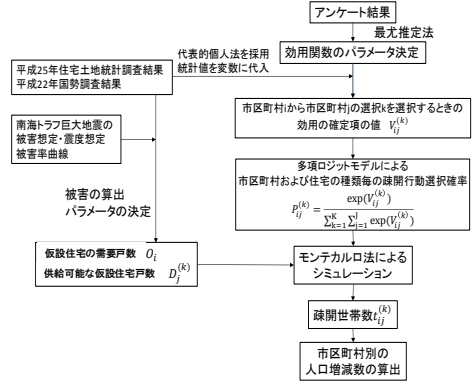 アンケート結果
最尤推定法
効用関数のパラメータ決定
代表的個人法を採用
統計値を変数に代入
平成25年住宅土地統計調査結果
平成22年国勢調査結果
市区町村iから市区町村jの選択kを選択するときの
効用の確定項の値 V_{ij}^{(k)}
南海トラフ巨大地震の
被害想定・震度想定
被害率曲線
多項ロジットモデルによる
市区町村および住宅の種類毎の疎開行動選択確率
P_{ij}^{(k)} = exp(V_{ij}^{(k)}) / ∑_{k=1}^{K} ∑_{j=1}^{J} exp(V_{ij}^{(k)})
被害の算出
パラメータの決定
仮設住宅の需要戸数 O_i
供給可能な仮設住宅戸数 D_j^{(k)}
モンテカルロ法による
シミュレーション
疎開世帯数t_{ij}^{(k)}
市区町村別の
人口増減数の算出